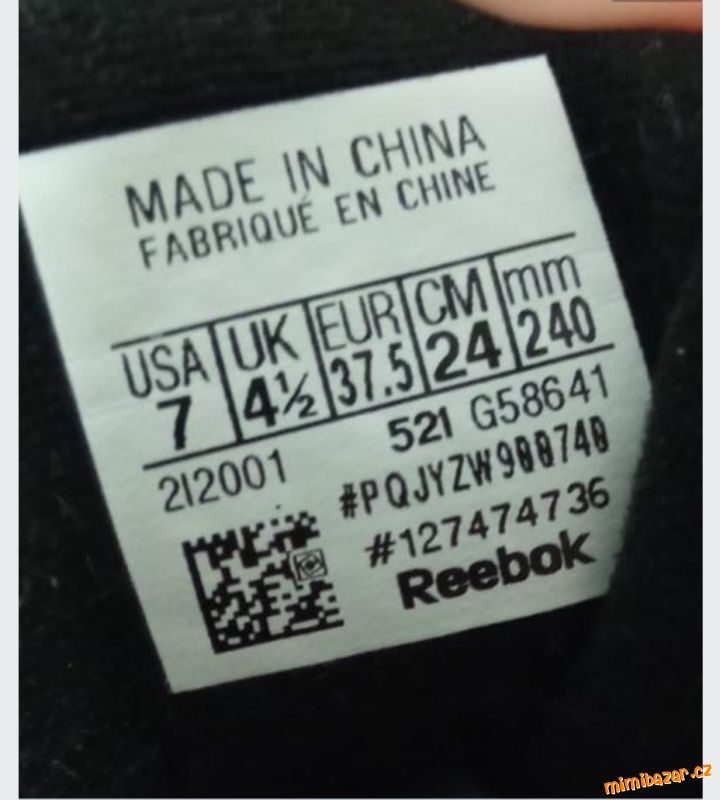 MADE IN CHINA
FABRIQUÉ EN CHINE
USA UK EUR CM mm
7 4½ 37.5 24 240
521 G58641
2I2001
#PQJYZW900740
#127474736
Reebok
mimibazar.cz